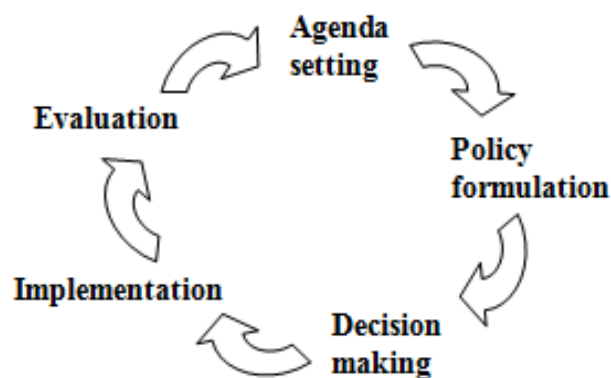 Agenda
setting
Policy
formulation
Decision
making
Implementation
Evaluation